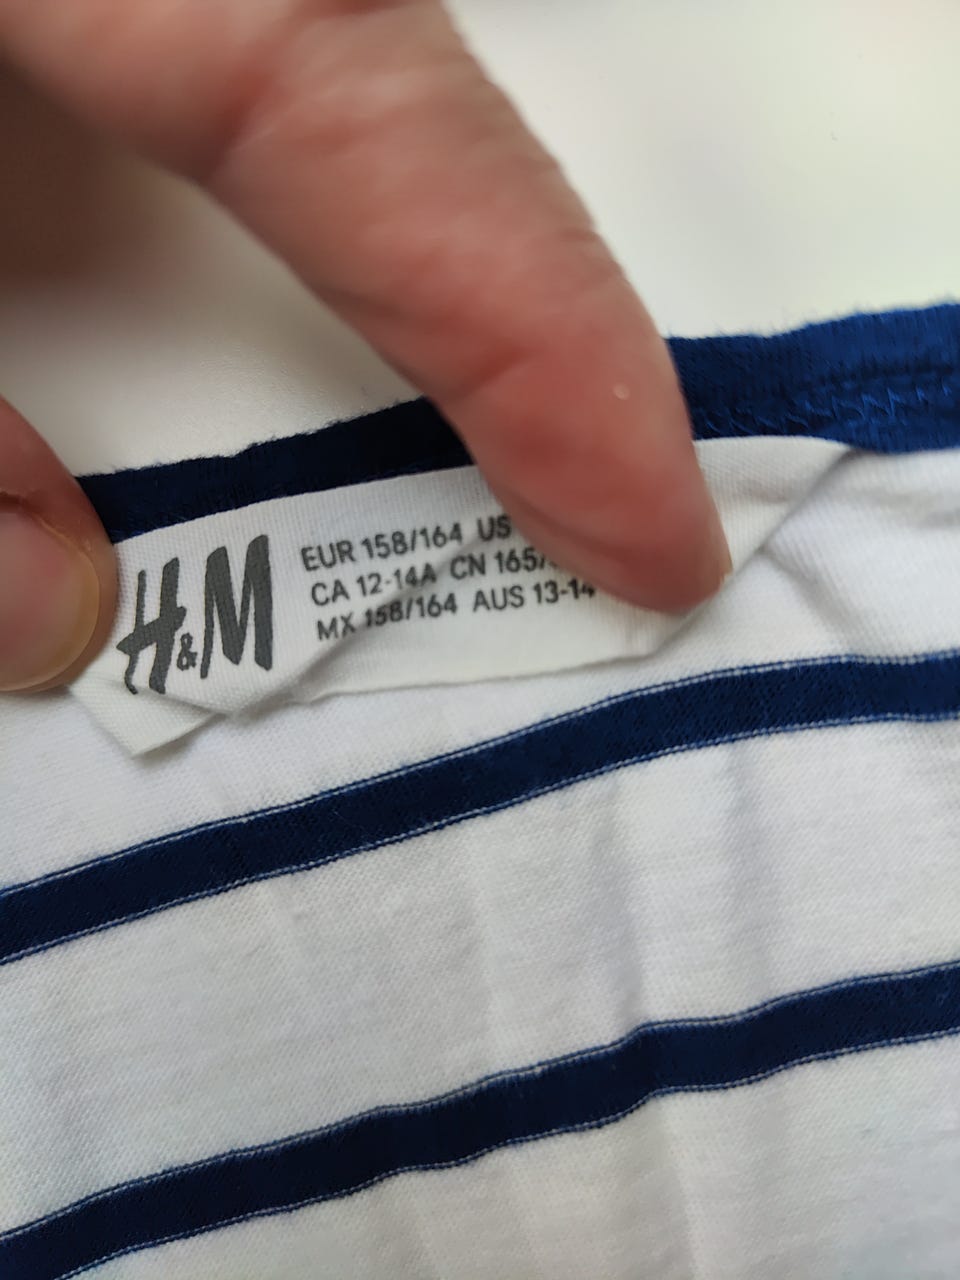 H&M
EUR 158/164 US
CA 12-14A CN 165/
MX 158/164 AUS 13-14